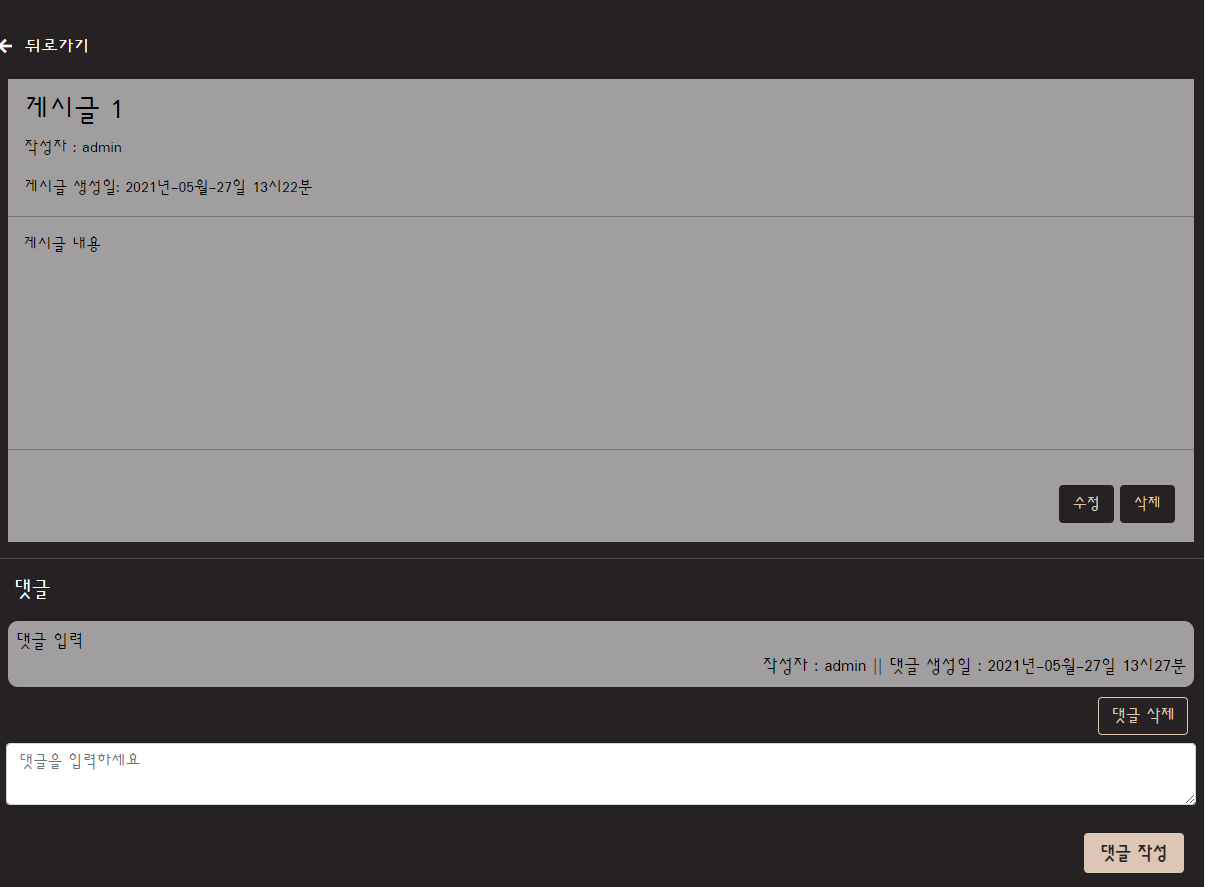 뒤로가기
게시글 1
작성자 : admin
게시글 생성일: 2021년-05월-27일 13시22분
게시글 내용
수정 삭제
댓글
댓글 입력
작성자 : admin || 댓글 생성일 : 2021년-05월-27일 13시27분
댓글 삭제
댓글을 입력하세요
댓글 작성